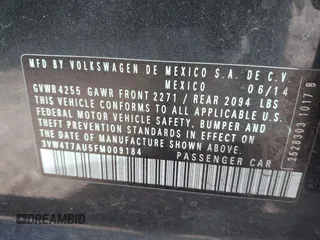 MFD BY VOLKSWAGEN DE MEXICO S.A. DE C.V.
MEXICO 06/14
GVWR4255 GAWR FRONT 2271 / REAR 2094 LBS
THIS VEHICLE CONFORMS TO ALL APPLICABLE U.S.
FEDERAL MOTOR VEHICLE SAFETY, BUMPER AND
THEFT PREVENTION STANDARDS IN EFFECT ON THE
DATE OF MANUFACTURE SHOWN ABOVE.
3VW4T7AU5FM009184
PASSENGER CAR
2528303 1017 B
DREAMBID